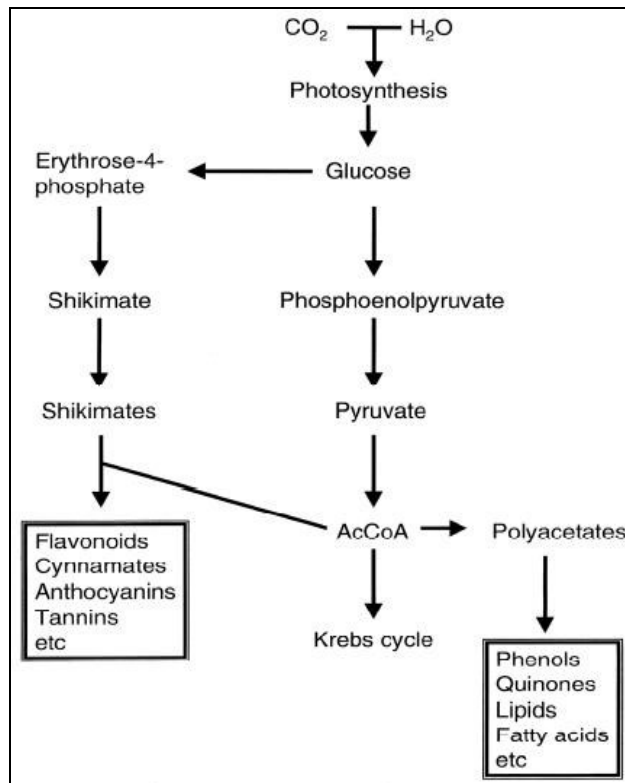 CO₂ H₂O
Photosynthesis
Erythrose-4-
phosphate
Glucose
Shikimate
Phosphoenolpyruvate
Shikimates
Pyruvate
AcCoA
Polyacetates
Flavonoids
Cynnamates
Anthocyanins
Tannins
etc
Krebs cycle
Phenols
Quinones
Lipids
Fatty acids
etc